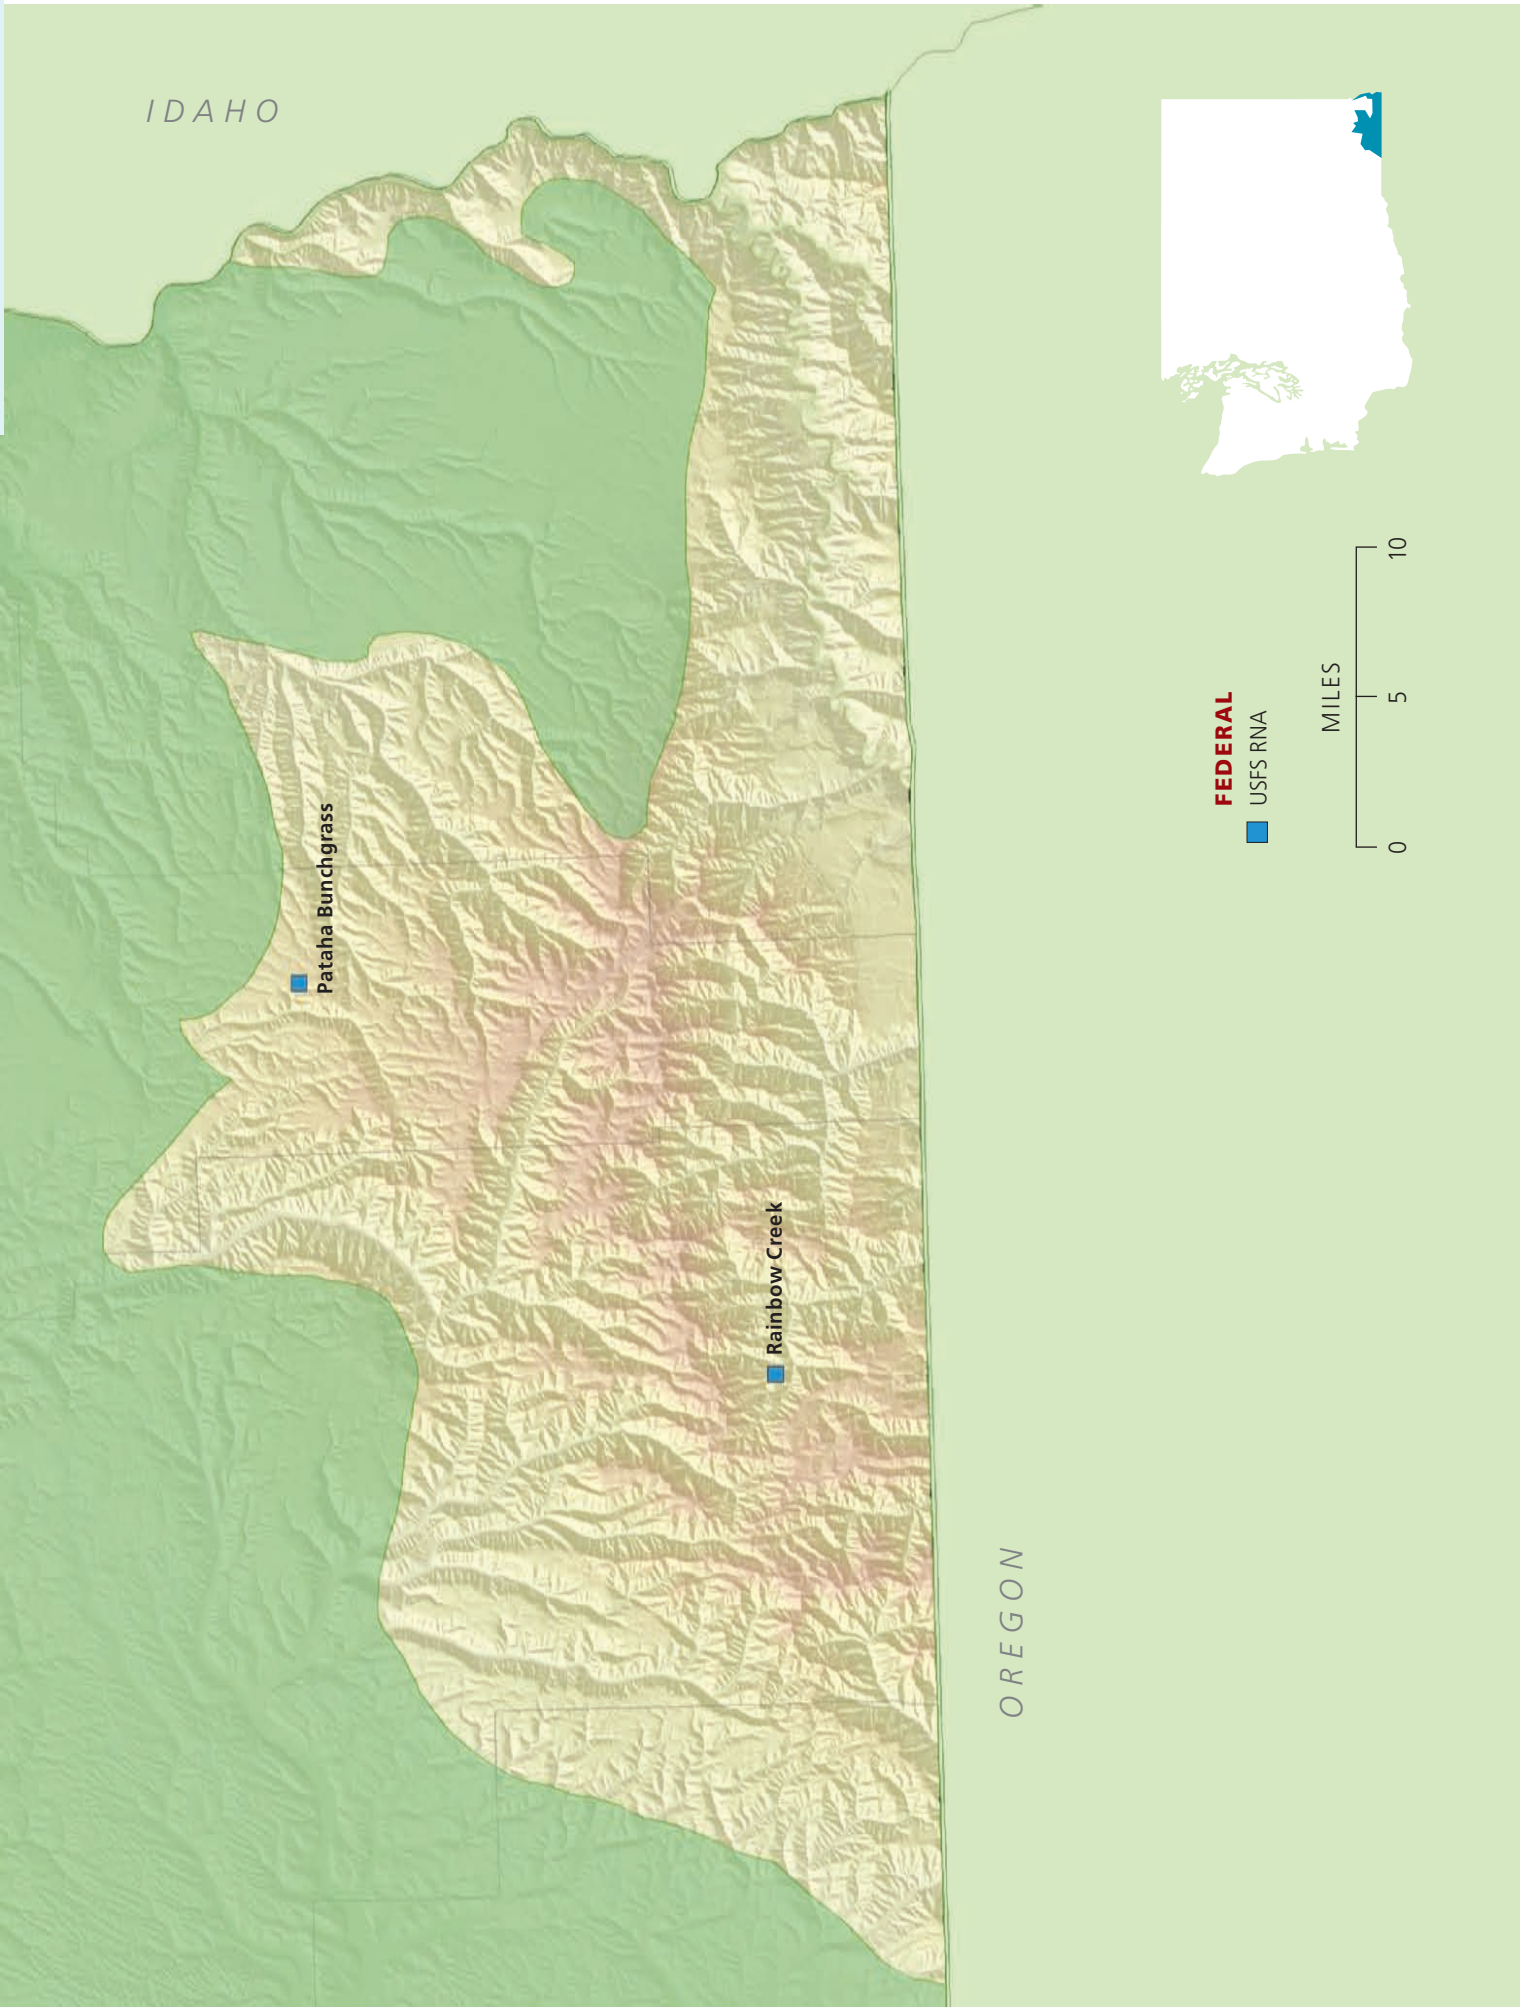 IDAHO
Pataha Bunchgrass
Rainbow Creek
OREGON
FEDERAL
USFS RNA
MILES
0 5 10